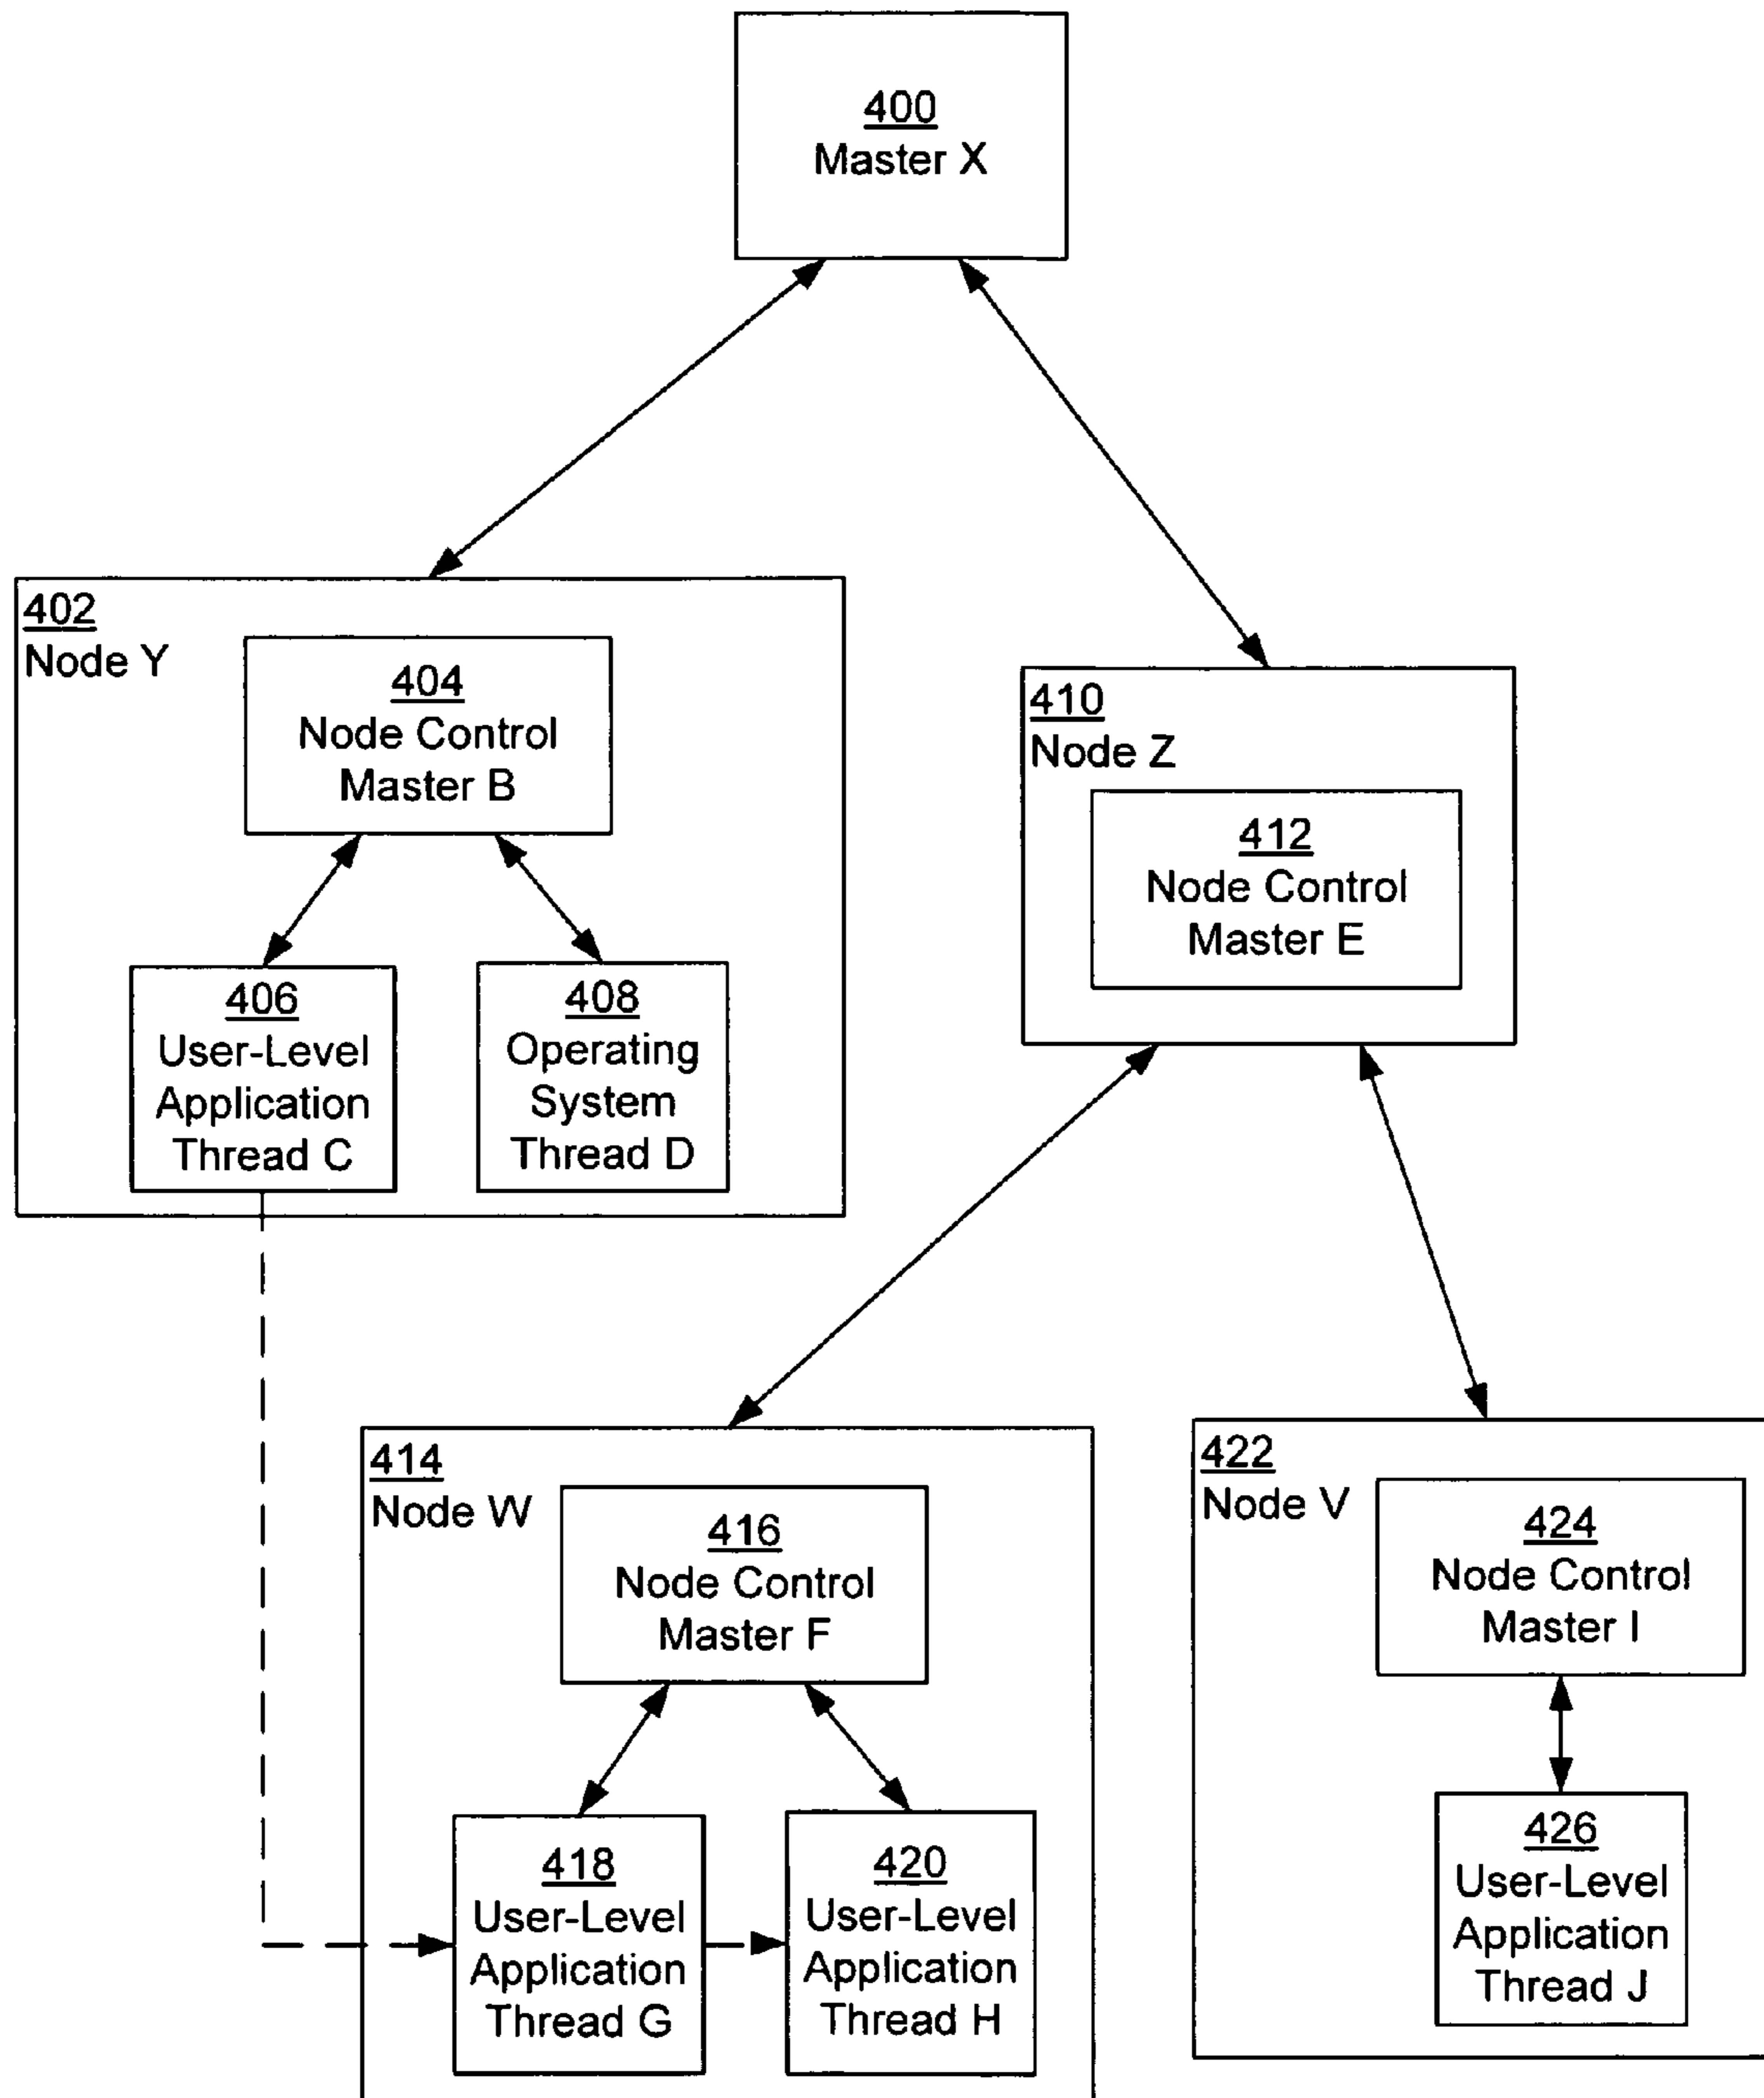 400
Master X
402
Node Y
404
Node Control
Master B
406
User-Level
Application
Thread C
408
Operating
System
Thread D
410
Node Z
412
Node Control
Master E
414
Node W
416
Node Control
Master F
418
User-Level
Application
Thread G
420
User-Level
Application
Thread H
422
Node V
424
Node Control
Master I
426
User-Level
Application
Thread J